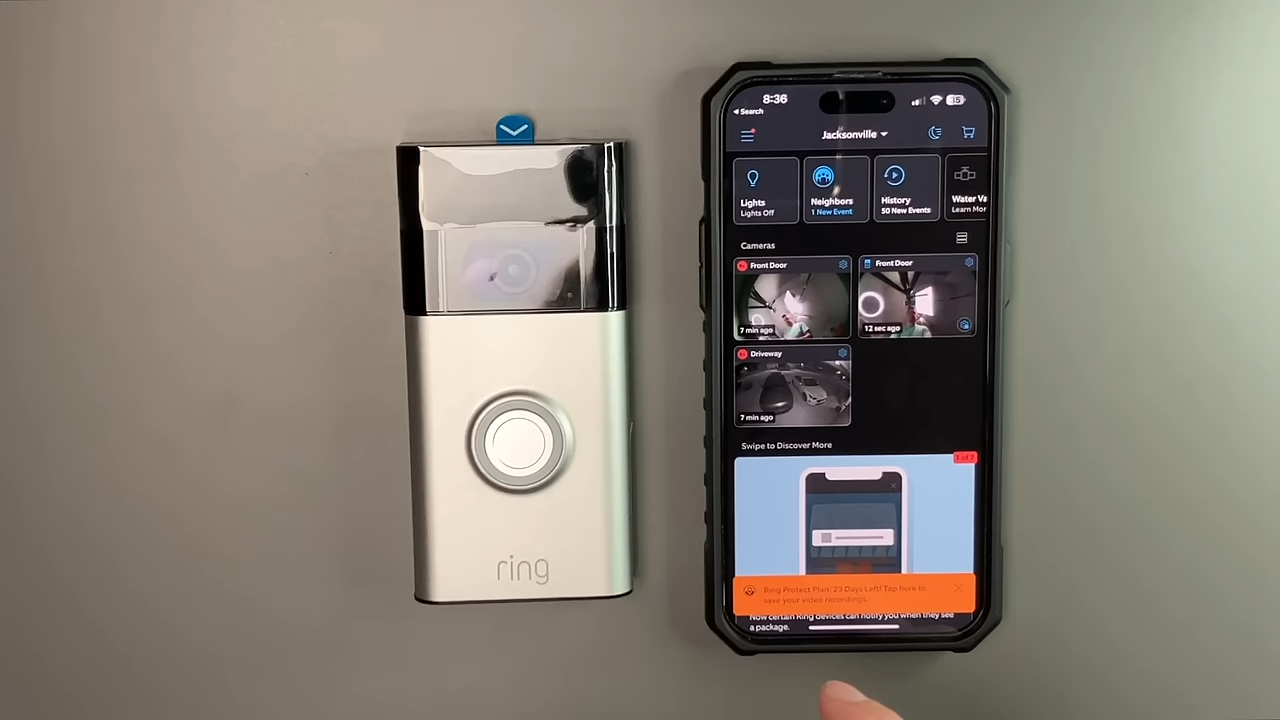 ring
8:36
35
Search
Jacksonville
Lights
Lights Off
Neighbors
1 New Event
History
50 New Events
Water Va
Learn Mor
Cameras
Front Door
7 min ago
Front Door
12 sec ago
Driveway
7 min ago
Swipe to Discover More
1 of 7
Ring Protect Plan: 29 Days Left! Tap here to
save your video recordings.
Now certain Ring devices can notify you when they see
a package.